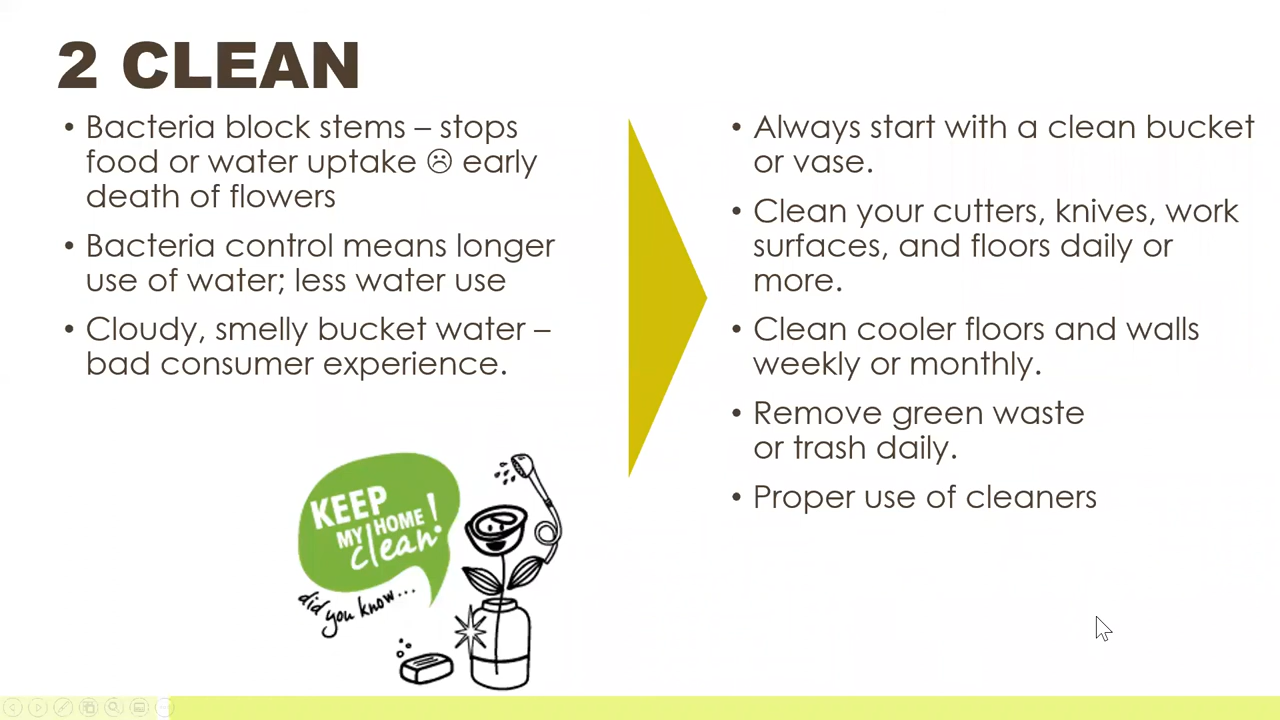 2 CLEAN
• Bacteria block stems – stops
food or water uptake ☹ early
death of flowers
• Bacteria control means longer
use of water; less water use
• Cloudy, smelly bucket water –
bad consumer experience.
• Always start with a clean bucket
or vase.
• Clean your cutters, knives, work
surfaces, and floors daily or
more.
• Clean cooler floors and walls
weekly or monthly.
• Remove green waste
or trash daily.
• Proper use of cleaners
KEEP
MY HOME
clean!
did you know...